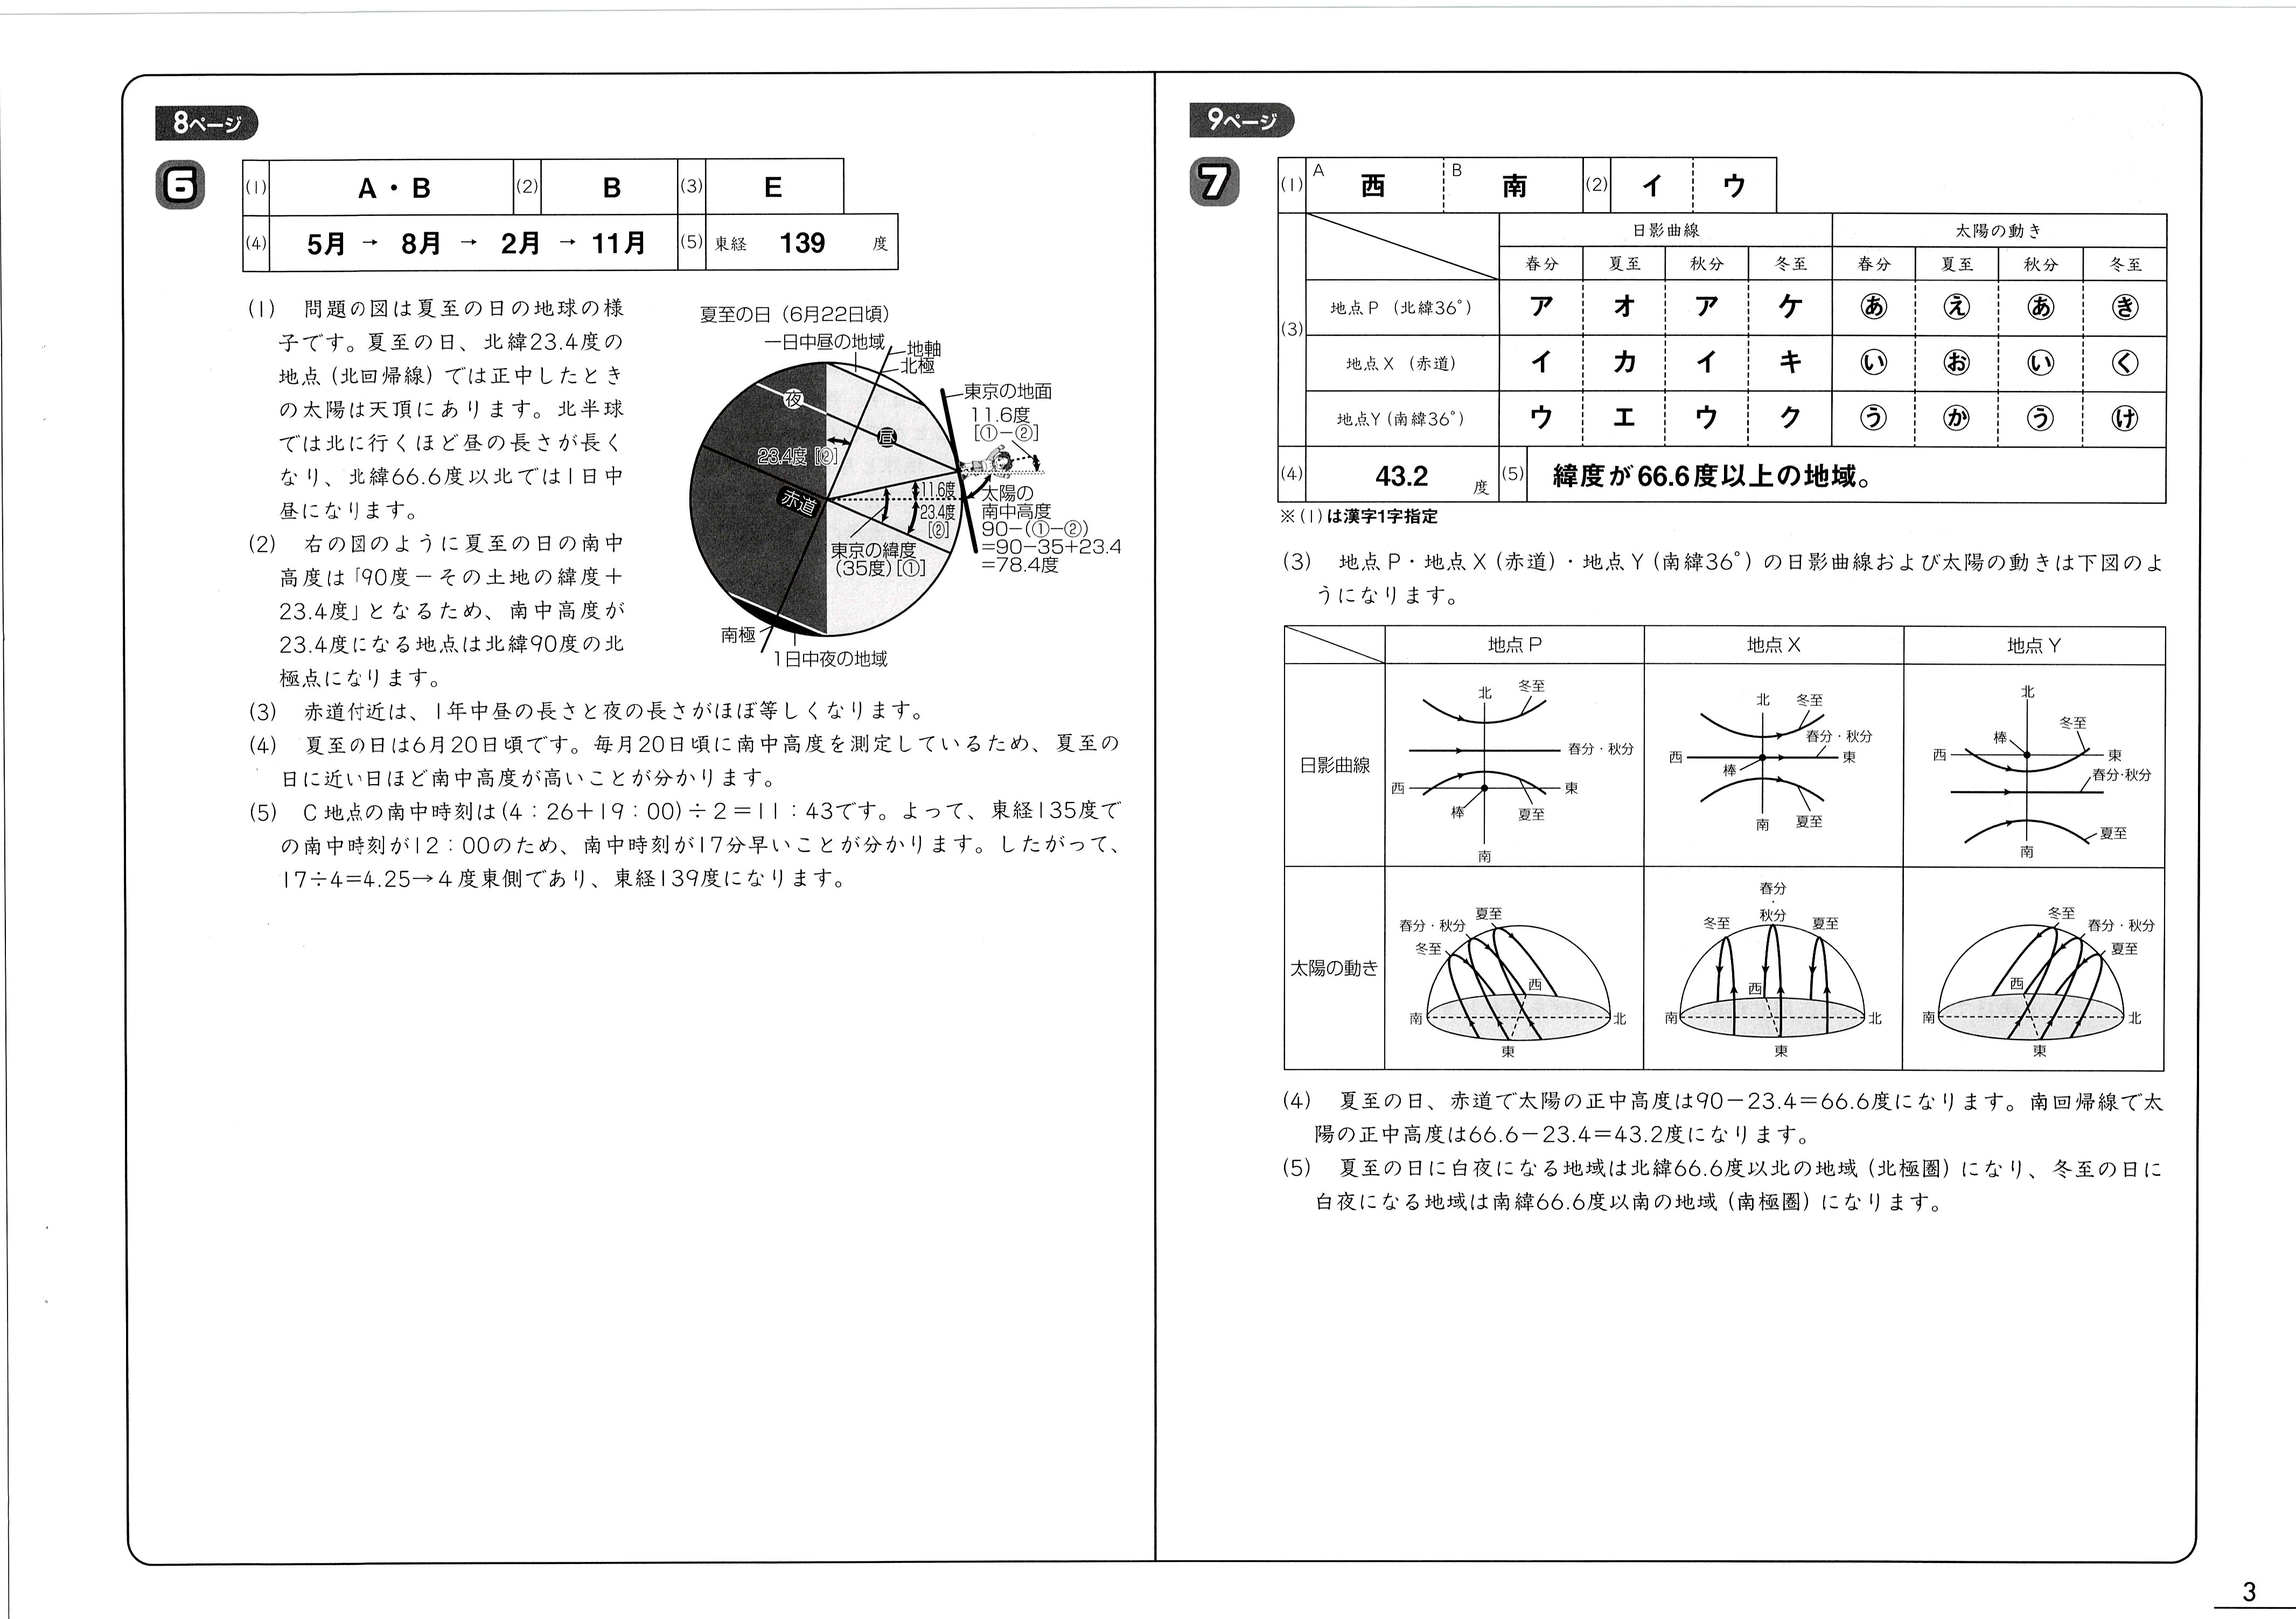 8ページ
6
(1) A・B (2) B (3) E
(4) 5月 → 8月 → 2月 → 11月 (5) 東経 139 度
(1) 問題の図は夏至の日の地球の様
子です。夏至の日、北緯23.4度の
地点（北回帰線）では正中したとき
の太陽は天頂にあります。北半球
では北に行くほど昼の長さが長く
なり、北緯66.6度以北では1日中
昼になります。
(2) 右の図のように夏至の日の南中
高度は「90度－その土地の緯度＋
23.4度」となるため、南中高度が
23.4度になる地点は北緯90度の北
極点になります。
夏至の日（6月22日頃）
一日中昼の地域
地軸
北極
東京の地面
11.6度
[①－②]
夜
昼
23.4度 [②]
赤道
11.6度
23.4度
[②]
太陽の
南中高度
90－(①－②)
=90－35＋23.4
=78.4度
東京の緯度
(35度) [①]
南極
1日中夜の地域
(3) 赤道付近は、1年中昼の長さと夜の長さがほぼ等しくなります。
(4) 夏至の日は6月20日頃です。毎月20日頃に南中高度を測定しているため、夏至の
日に近い日ほど南中高度が高いことが分かります。
(5) C地点の南中時刻は(4：26＋19：00)÷2＝11：43です。よって、東経135度で
の南中時刻が12：00のため、南中時刻が17分早いことが分かります。したがって、
17÷4=4.25→4度東側であり、東経139度になります。
9ページ
7
(1) A 西 B 南 (2) イ ウ
(3)
日影曲線 太陽の動き
春分 夏至 秋分 冬至 春分 夏至 秋分 冬至
地点P（北緯36°） ア オ ア ケ あ え あ き
地点X（赤道） イ カ イ キ い お い く
地点Y（南緯36°） ウ エ ウ ク う か う け
(4) 43.2 度 (5) 緯度が66.6度以上の地域。
※(1)は漢字1字指定
(3) 地点P・地点X（赤道）・地点Y（南緯36°）の日影曲線および太陽の動きは下図のよ
うになります。
地点P 地点X 地点Y
日影曲線
北 冬至
春分・秋分
西 東
棒 夏至
南
北 冬至
春分・秋分
西 東
棒
南 夏至
北
冬至
棒
西 東
春分・秋分
夏至
南
太陽の動き
夏至
春分・秋分
冬至
西
南 北
東
春分
・
秋分
冬至 夏至
西
南 北
東
冬至
春分・秋分
夏至
西
南 北
東
(4) 夏至の日、赤道で太陽の正中高度は90－23.4＝66.6度になります。南回帰線で太
陽の正中高度は66.6－23.4＝43.2度になります。
(5) 夏至の日に白夜になる地域は北緯66.6度以北の地域（北極圏）になり、冬至の日に
白夜になる地域は南緯66.6度以南の地域（南極圏）になります。
3